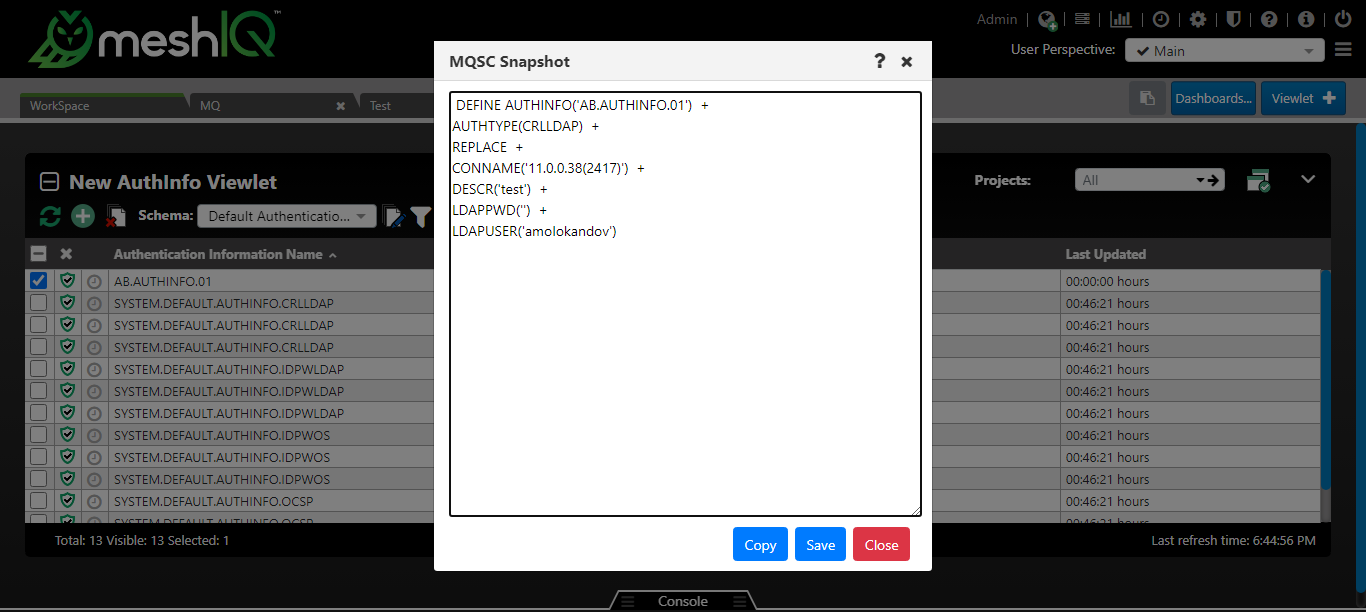 meshIQ™
Admin
User Perspective:
Main
WorkSpace
MQ
Test
Dashboards...
Viewlet
New AuthInfo Viewlet
Projects:
All
Schema:
Default Authenticatio...
Authentication Information Name
Last Updated
AB.AUTHINFO.01
00:00:00 hours
SYSTEM.DEFAULT.AUTHINFO.CRLLDAP
00:46:21 hours
SYSTEM.DEFAULT.AUTHINFO.CRLLDAP
00:46:21 hours
SYSTEM.DEFAULT.AUTHINFO.CRLLDAP
00:46:21 hours
SYSTEM.DEFAULT.AUTHINFO.IDPWLDAP
00:46:21 hours
SYSTEM.DEFAULT.AUTHINFO.IDPWLDAP
00:46:21 hours
SYSTEM.DEFAULT.AUTHINFO.IDPWLDAP
00:46:21 hours
SYSTEM.DEFAULT.AUTHINFO.IDPWOS
00:46:21 hours
SYSTEM.DEFAULT.AUTHINFO.IDPWOS
00:46:21 hours
SYSTEM.DEFAULT.AUTHINFO.IDPWOS
00:46:21 hours
SYSTEM.DEFAULT.AUTHINFO.OCSP
00:46:21 hours
SYSTEM.DEFAULT.AUTHINFO.OCSP
00:46:21 hours
Total: 13 Visible: 13 Selected: 1
Last refresh time: 6:44:56 PM
MQSC Snapshot
DEFINE AUTHINFO('AB.AUTHINFO.01') +
AUTHTYPE(CRLLDAP) +
REPLACE +
CONNAME('11.0.0.38(2417)') +
DESCR('test') +
LDAPPWD('') +
LDAPUSER('amolokandov')
Copy
Save
Close
Console